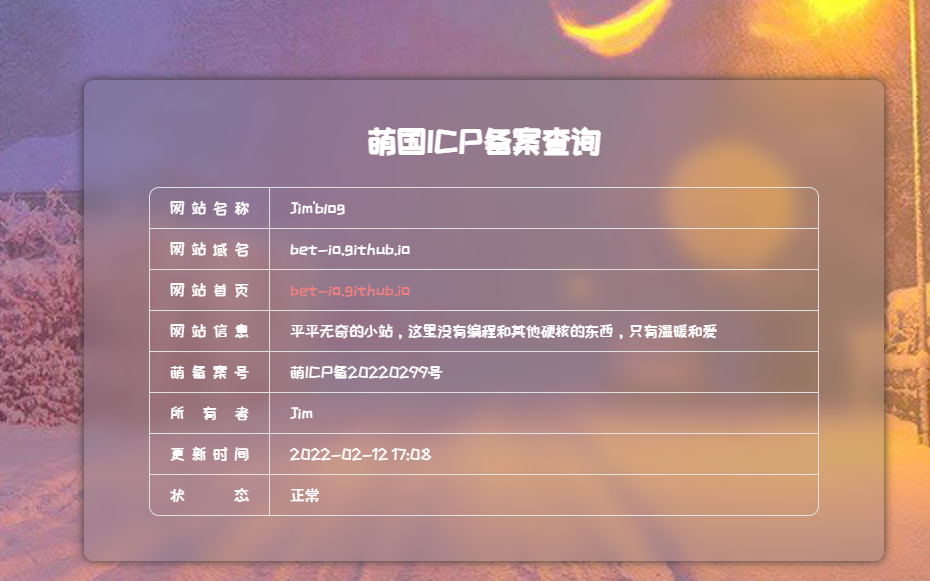 萌国ICP备案查询
网站名称 Jim'blog
网站域名 bet-io.github.io
网站首页 bet-io.github.io
网站信息 平平无奇的小站，这里没有编程和其他硬核的东西，只有温暖和爱
萌备案号 萌ICP备20220299号
所有者 Jim
更新时间 2022-02-12 17:08
状态 正常